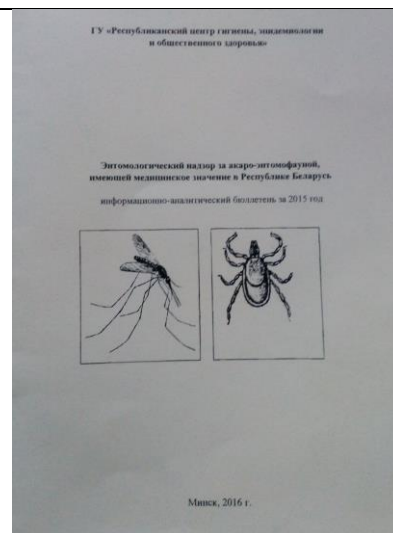 ГУ «Республиканский центр гигиены, эпидемиологии
и общественного здоровья»
Энтомологический надзор за акаро-энтомофауной,
имеющей медицинское значение в Республике Беларусь
информационно-аналитический бюллетень за 2015 год
Минск, 2016 г.